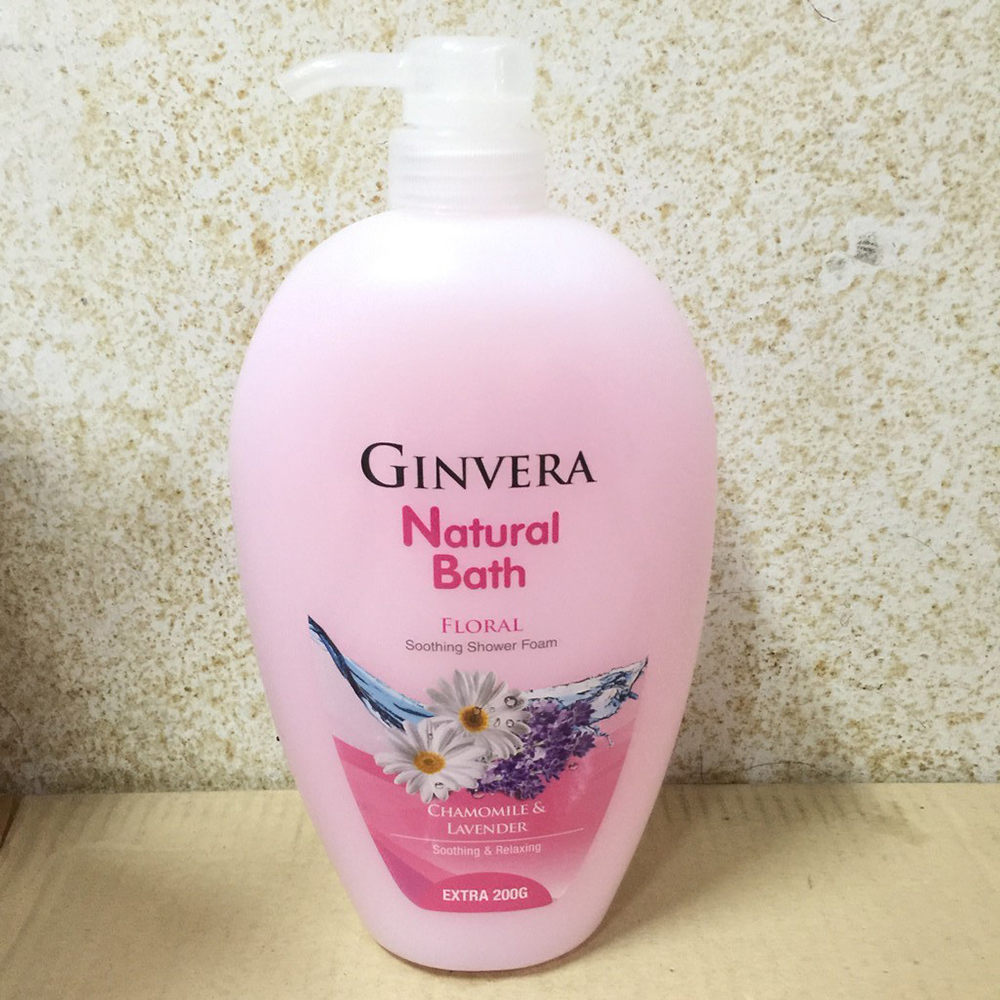 GINVERA
Natural
Bath
FLORAL
Soothing Shower Foam
CHAMOMILE &
LAVENDER
Soothing & Relaxing
EXTRA 200G